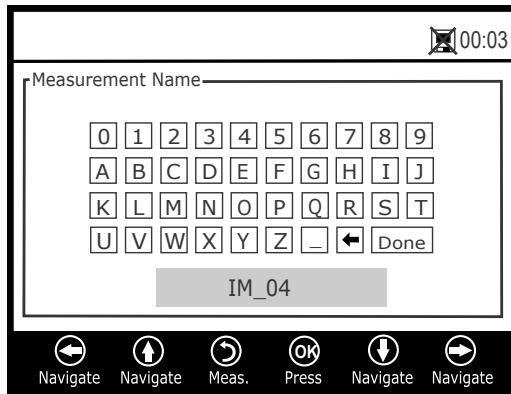 00:03
Measurement Name
0 1 2 3 4 5 6 7 8 9
A B C D E F G H I J
K L M N O P Q R S T
U V W X Y Z _ Done
IM_04
OK
Navigate Navigate Meas. Press Navigate Navigate